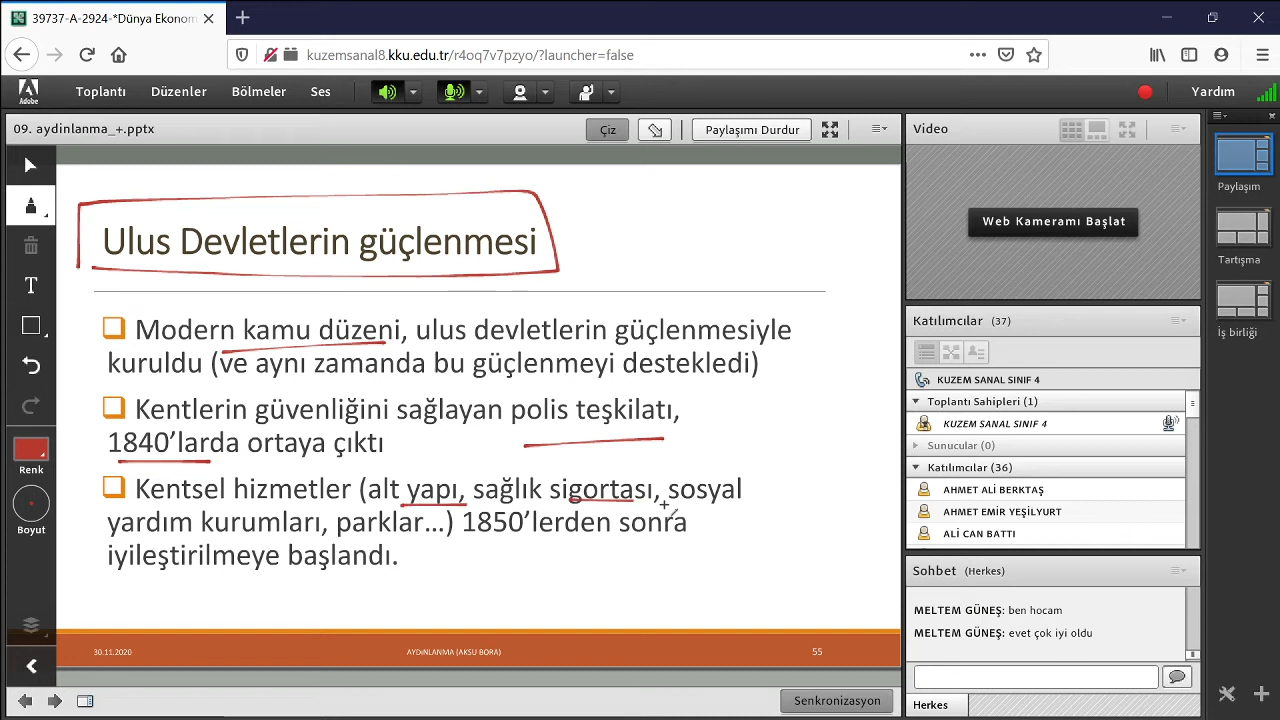 39737-A-2924-*Dünya Ekonom
kuzemsanal8.kku.edu.tr/r4oq7v7pzyo/?launcher=false
Adobe
Toplantı
Düzenler
Bölmeler
Ses
Yardım
09. aydinlanma_+.pptx
Çiz
Paylaşımı Durdur
Ulus Devletlerin güçlenmesi
Modern kamu düzeni, ulus devletlerin güçlenmesiyle
kuruldu (ve aynı zamanda bu güçlenmeyi destekledi)
Kentlerin güvenliğini sağlayan polis teşkilatı,
1840’larda ortaya çıktı
Kentsel hizmetler (alt yapı, sağlık sigortası, sosyal
yardım kurumları, parklar…) 1850’lerden sonra
iyileştirilmeye başlandı.
30.11.2020
AYDıNLANMA (AKSU BORA)
55
T
Renk
Boyut
Senkronizasyon
Video
Web Kameramı Başlat
Katılımcılar (37)
KUZEM SANAL SINIF 4
Toplantı Sahipleri (1)
KUZEM SANAL SINIF 4
Sunucular (0)
Katılımcılar (36)
AHMET ALİ BERKTAŞ
AHMET EMIR YEŞİLYURT
ALİ CAN BATTI
Sohbet (Herkes)
MELTEM GÜNEŞ: ben hocam
MELTEM GÜNEŞ: evet çok iyi oldu
Herkes
Paylaşım
Tartışma
İş birliği